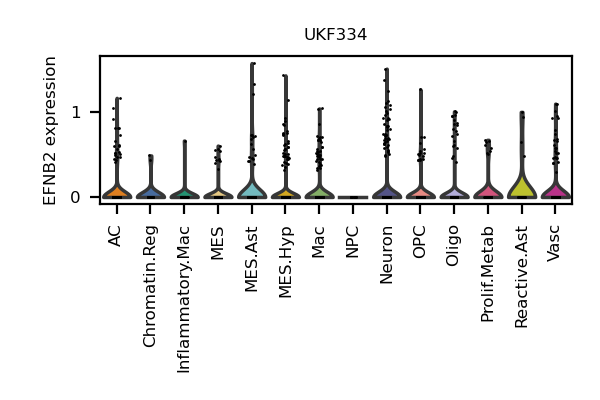 UKF334
EFNB2 expression
1
0
AC
Chromatin.Reg
Inflammatory.Mac
MES
MES.Ast
MES.Hyp
Mac
NPC
Neuron
OPC
Oligo
Prolif.Metab
Reactive.Ast
Vasc